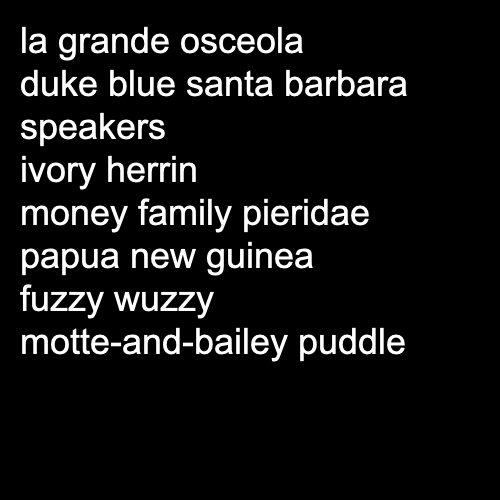 la grande osceola
duke blue santa barbara
speakers
ivory herrin
money family pieridae
papua new guinea
fuzzy wuzzy
motte-and-bailey puddle